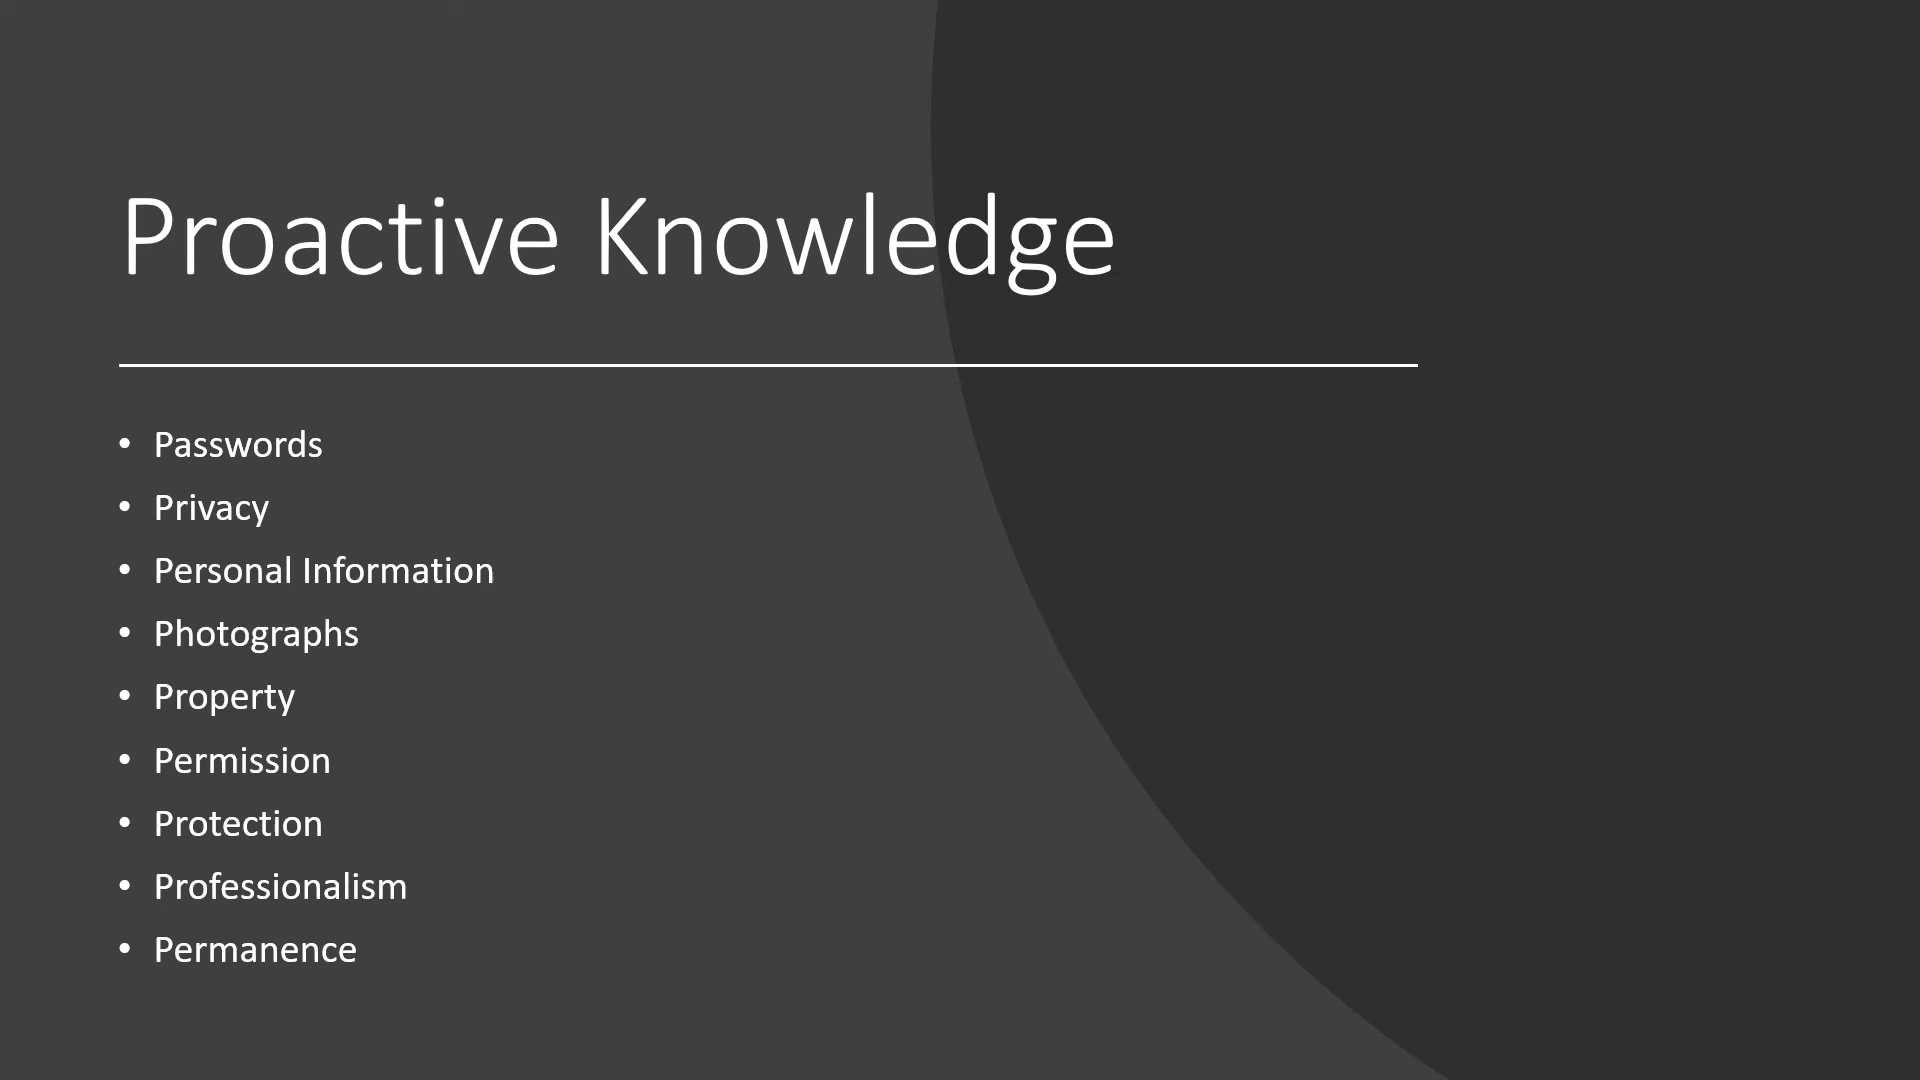 Proactive Knowledge
• Passwords
• Privacy
• Personal Information
• Photographs
• Property
• Permission
• Protection
• Professionalism
• Permanence